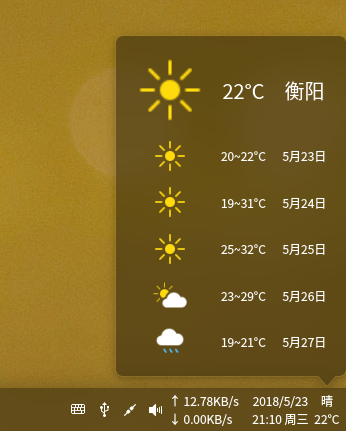 22°C 衡阳
20~22°C 5月23日
19~31°C 5月24日
25~32°C 5月25日
23~29°C 5月26日
19~21°C 5月27日
↑ 12.78KB/s 2018/5/23 晴
↓ 0.00KB/s 21:10 周三 22°C